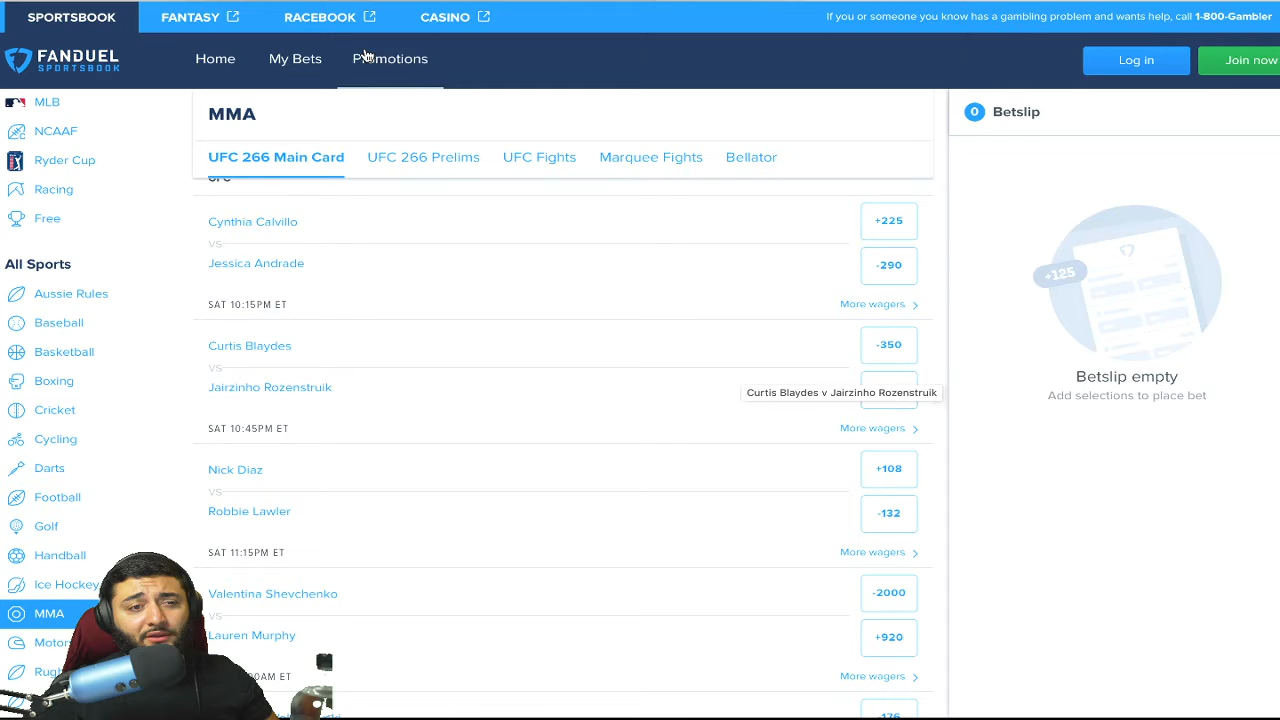 SPORTSBOOK
FANTASY
RACEBOOK
CASINO
If you or someone you know has a gambling problem and wants help, call 1-800-Gambler
FANDUEL
SPORTSBOOK
Home
My Bets
Promotions
Log in
Join now
MLB
NCAAF
Ryder Cup
Racing
Free
All Sports
Aussie Rules
Baseball
Basketball
Boxing
Cricket
Cycling
Darts
Football
Golf
Handball
Ice Hockey
MMA
Motor
Rug
MMA
UFC 266 Main Card
UFC 266 Prelims
UFC Fights
Marquee Fights
Bellator
UFC
Cynthia Calvillo
+225
VS
Jessica Andrade
-290
SAT 10:15PM ET
More wagers
Curtis Blaydes
-350
VS
Jairzinho Rozenstruik
Curtis Blaydes v Jairzinho Rozenstruik
SAT 10:45PM ET
More wagers
Nick Diaz
+108
VS
Robbie Lawler
-132
SAT 11:15PM ET
More wagers
Valentina Shevchenko
-2000
VS
Lauren Murphy
+920
0AM ET
More wagers
-176
0 Betslip
+125
Betslip empty
Add selections to place bet